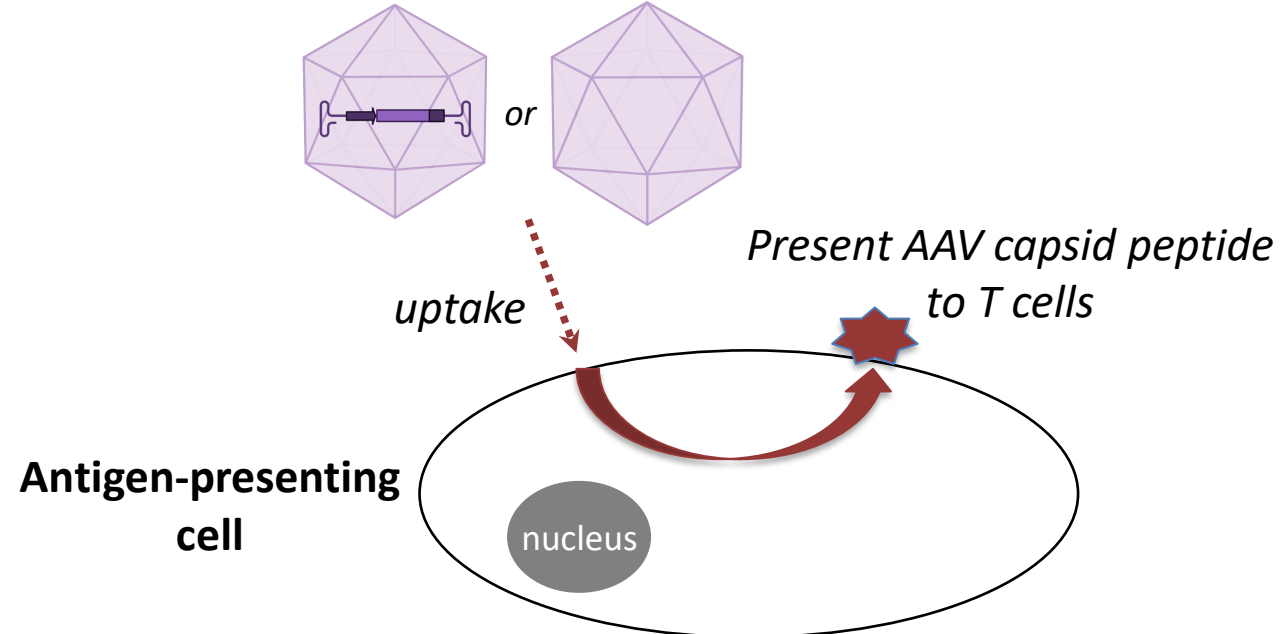 or
Present AAV capsid peptide
to T cells
uptake
Antigen-presenting
cell
nucleus